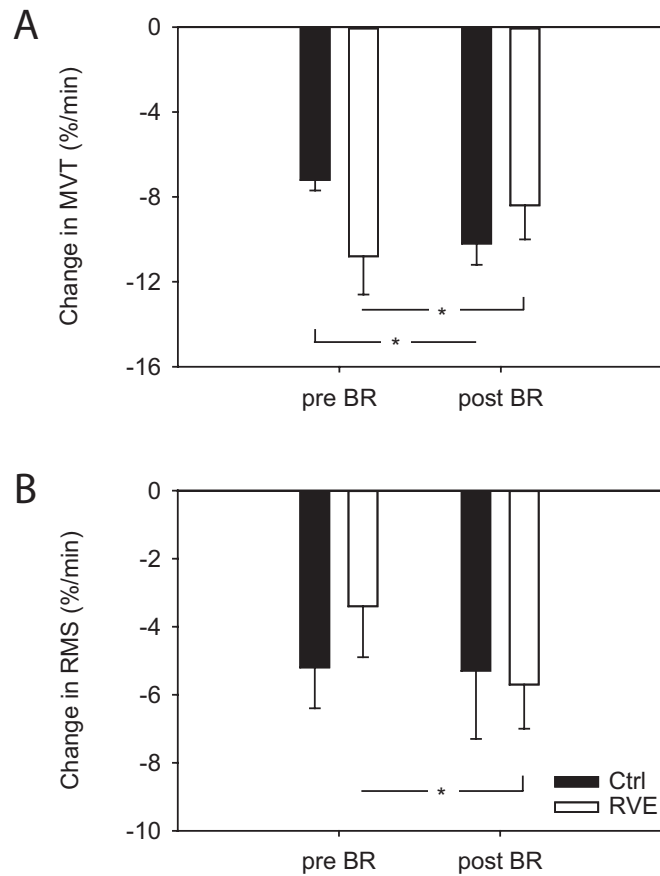 A
Change in MVT (%/min)
0
-4
-8
-12
-16
*
*
pre BR
post BR
B
Change in RMS (%/min)
0
-2
-4
-6
-8
-10
*
Ctrl
RVE
pre BR
post BR